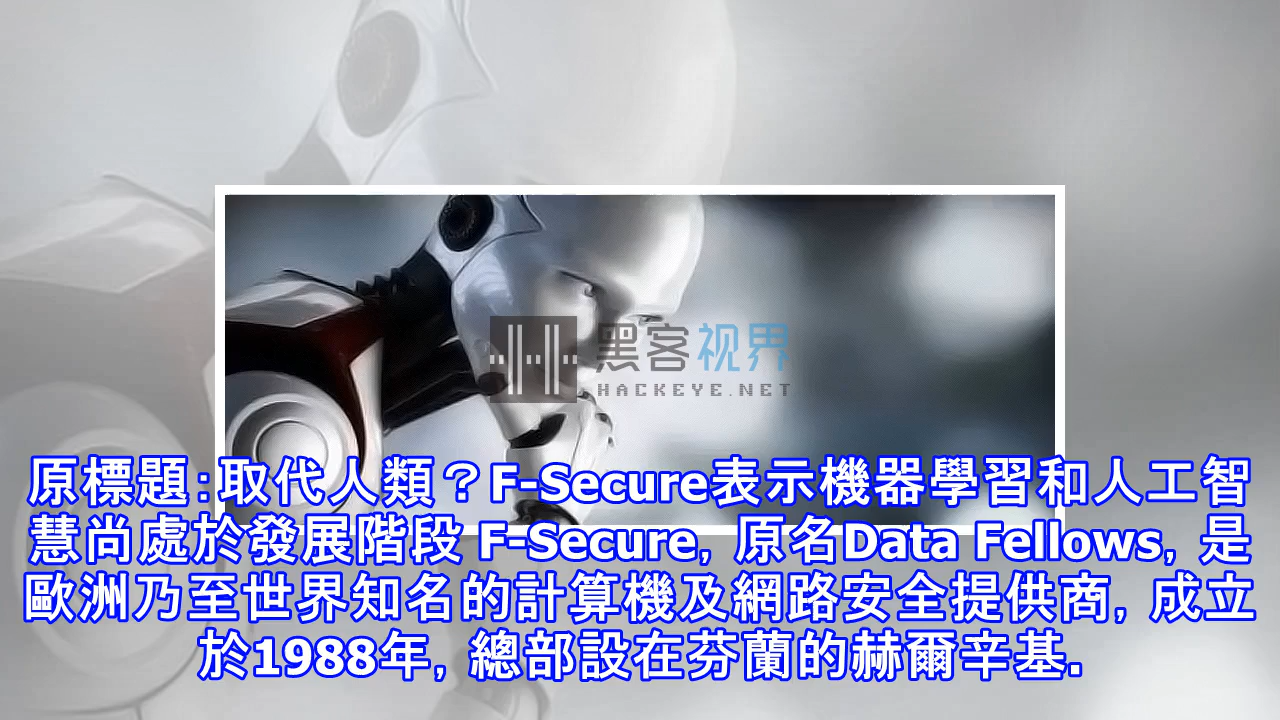 黑客视界
HACKEYE.NET
原標題:取代人類？F-Secure表示機器學習和人工智
慧尚處於發展階段 F-Secure, 原名Data Fellows, 是
歐洲乃至世界知名的計算機及網路安全提供商, 成立
於1988年, 總部設在芬蘭的赫爾辛基.